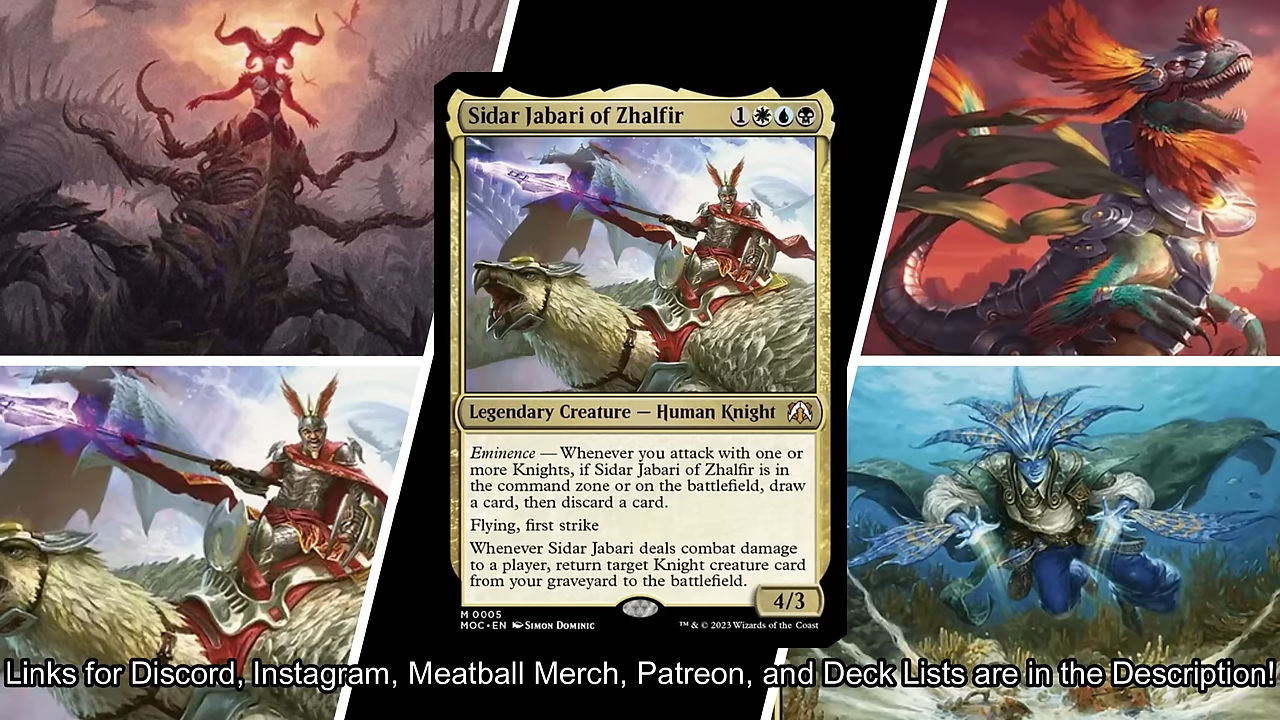 Sidar Jabari of Zhalfir 1
Legendary Creature — Human Knight
Eminence — Whenever you attack with one or
more Knights, if Sidar Jabari of Zhalfir is in
the command zone or on the battlefield, draw
a card, then discard a card.
Flying, first strike
Whenever Sidar Jabari deals combat damage
to a player, return target Knight creature card
from your graveyard to the battlefield.
4/3
M 0005
MOC • EN Simon Dominic ™ & © 2023 Wizards of the Coast
Links for Discord, Instagram, Meatball Merch, Patreon, and Deck Lists are in the Description!